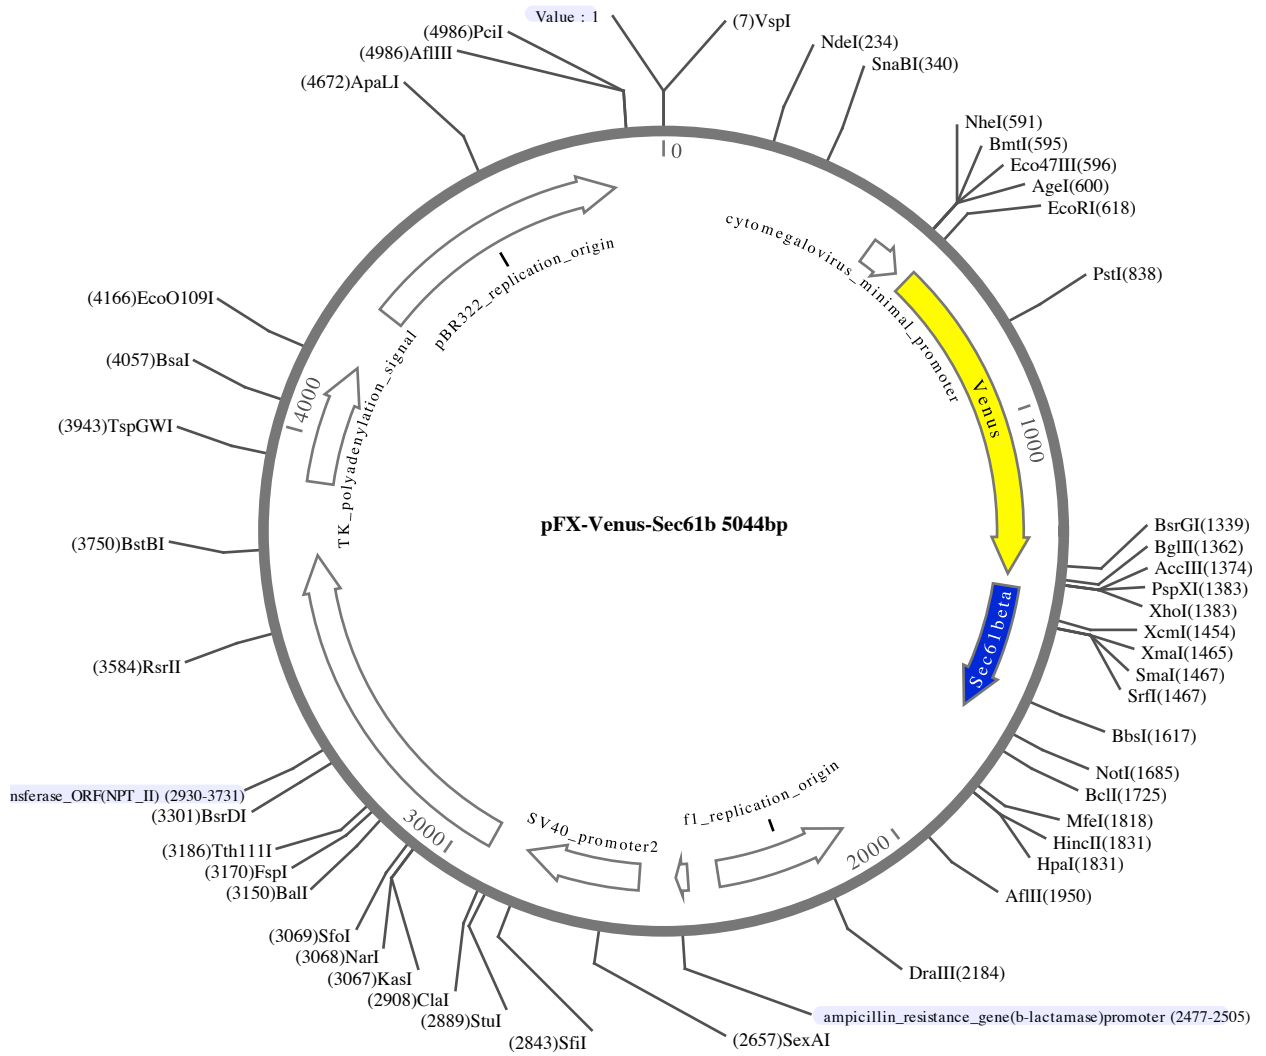 Value : 1
(7)VspI
(4986)PciI
(4986)AflIII
(4672)ApaLI
NdeI(234)
SnaBI(340)
NheI(591)
BmtI(595)
Eco47III(596)
AgeI(600)
EcoRI(618)
PstI(838)
0
cytomegalovirus_minimal_promoter
pBR322_replication_origin
(4166)EcoO109I
(4057)BsaI
(3943)TspGWI
4000
TK_polyadenylation_signal
Venus
1000
pFX-Venus-Sec61b 5044bp
(3750)BstBI
BsrGI(1339)
BglII(1362)
AccIII(1374)
PspXI(1383)
XhoI(1383)
XcmI(1454)
XmaI(1465)
SmaI(1467)
SrfI(1467)
Sec61beta
(3584)RsrII
BbsI(1617)
NotI(1685)
BclI(1725)
MfeI(1818)
HincII(1831)
HpaI(1831)
AflII(1950)
nsferase_ORF(NPT_II) (2930-3731)
(3301)BsrDI
(3186)Tth111I
(3170)FspI
(3150)BalI
3000
SV40_promoter2
f1_replication_origin
2000
(3069)SfoI
(3068)NarI
(3067)KasI
(2908)ClaI
(2889)StuI
(2843)SfiI
(2657)SexAI
DraIII(2184)
ampicillin_resistance_gene(b-lactamase)promoter (2477-2505)